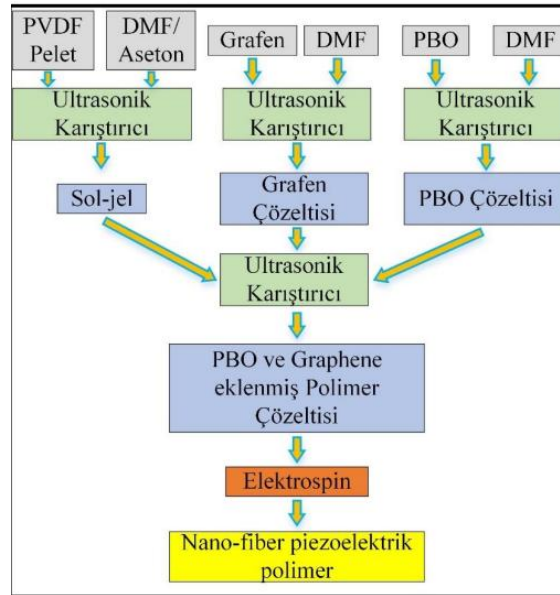 PVDF
Pelet
DMF/
Aseton
Grafen
DMF
PBO
DMF
Ultrasonik
Karıştırıcı
Ultrasonik
Karıştırıcı
Ultrasonik
Karıştırıcı
Sol-jel
Grafen
Çözeltisi
PBO Çözeltisi
Ultrasonik
Karıştırıcı
PBO ve Graphene
eklenmiş Polimer
Çözeltisi
Elektrospin
Nano-fiber piezoelektrik
polimer